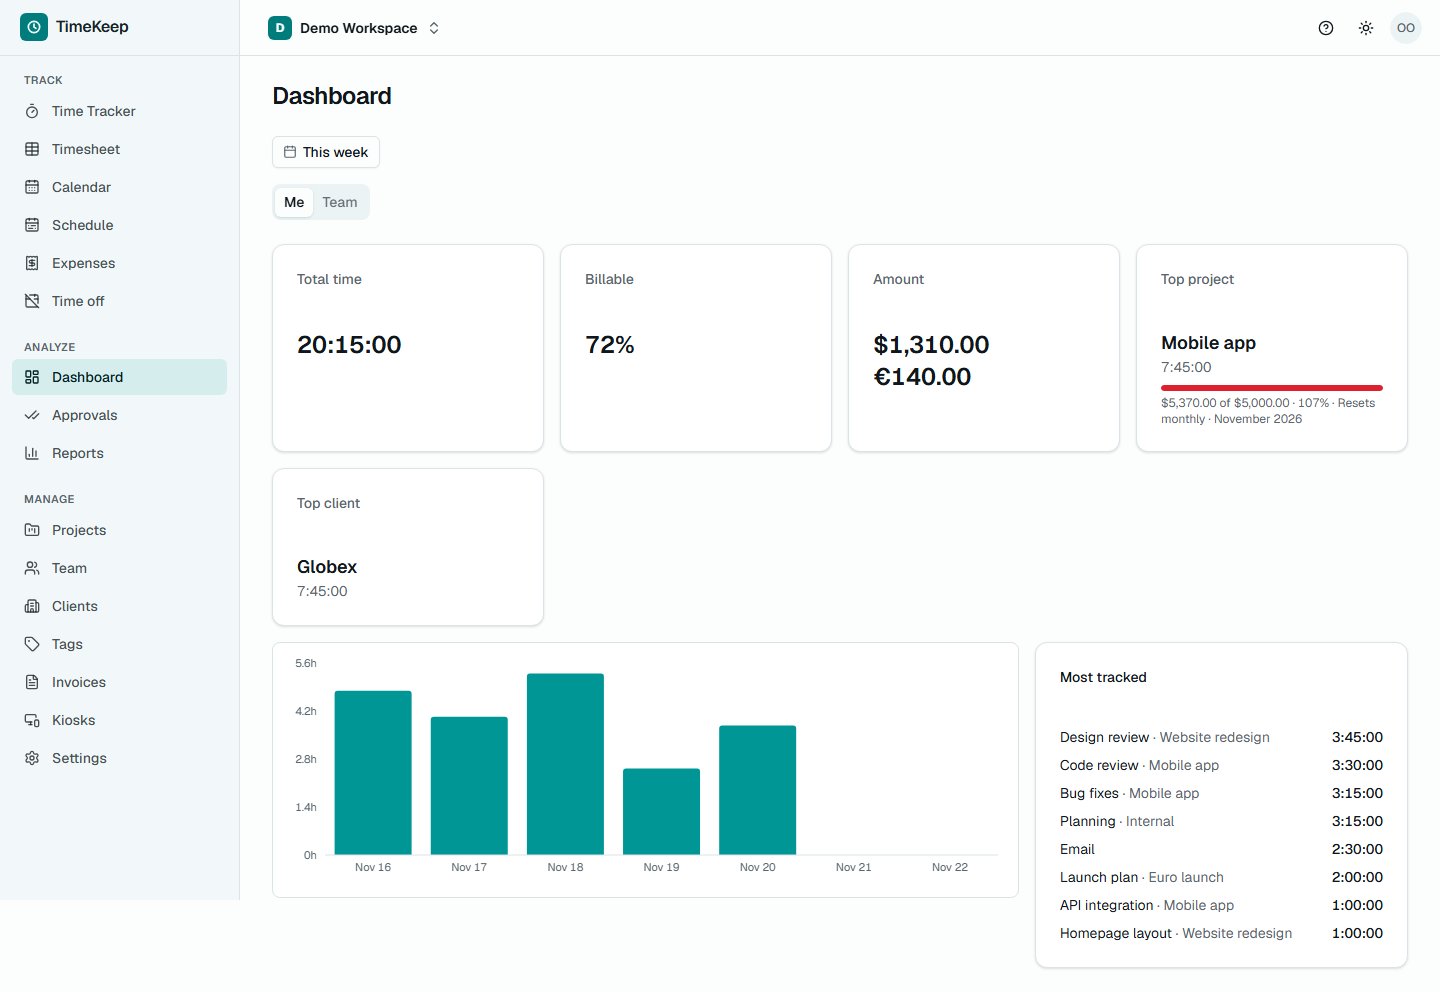 TimeKeep
D Demo Workspace
OO
TRACK
Time Tracker
Timesheet
Calendar
Schedule
Expenses
Time off
ANALYZE
Dashboard
Approvals
Reports
MANAGE
Projects
Team
Clients
Tags
Invoices
Kiosks
Settings
Dashboard
This week
Me Team
Total time
20:15:00
Billable
72%
Amount
$1,310.00
€140.00
Top project
Mobile app
7:45:00
$5,370.00 of $5,000.00 · 107% · Resets
monthly · November 2026
Top client
Globex
7:45:00
5.6h
4.2h
2.8h
1.4h
0h
Nov 16 Nov 17 Nov 18 Nov 19 Nov 20 Nov 21 Nov 22
Most tracked
Design review · Website redesign 3:45:00
Code review · Mobile app 3:30:00
Bug fixes · Mobile app 3:15:00
Planning · Internal 3:15:00
Email 2:30:00
Launch plan · Euro launch 2:00:00
API integration · Mobile app 1:00:00
Homepage layout · Website redesign 1:00:00